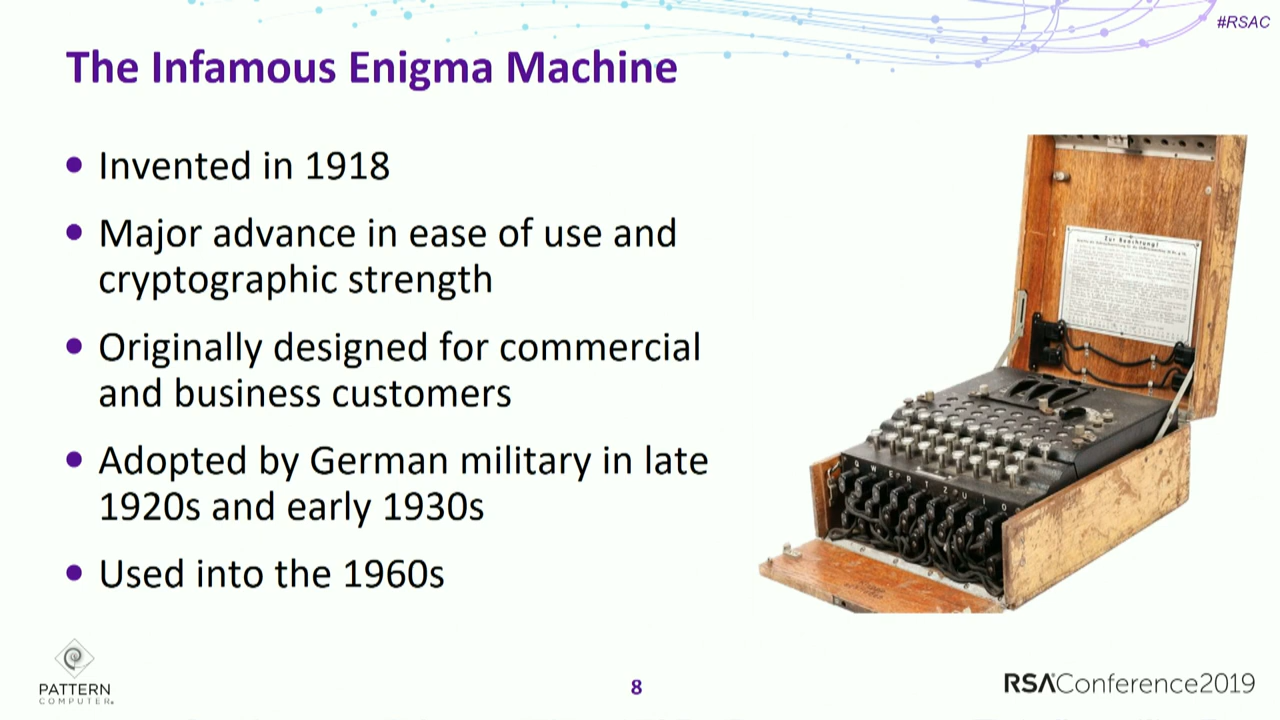 #RSAC
The Infamous Enigma Machine
• Invented in 1918
• Major advance in ease of use and
cryptographic strength
• Originally designed for commercial
and business customers
• Adopted by German military in late
1920s and early 1930s
• Used into the 1960s
Zur Beachtung!
Q W E R T Z U I O
PATTERN
COMPUTER
8
RSAConference2019